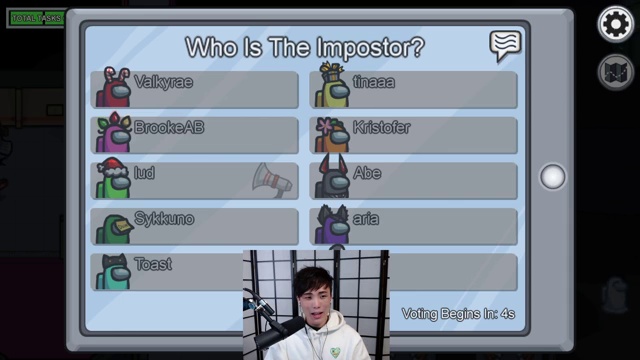 TOTAL TASKS
Who Is The Impostor?
Valkyrae
tinaaa
BrookeAB
Kristofer
lud
Abe
Sykkuno
aria
Toast
Voting Begins In: 4s